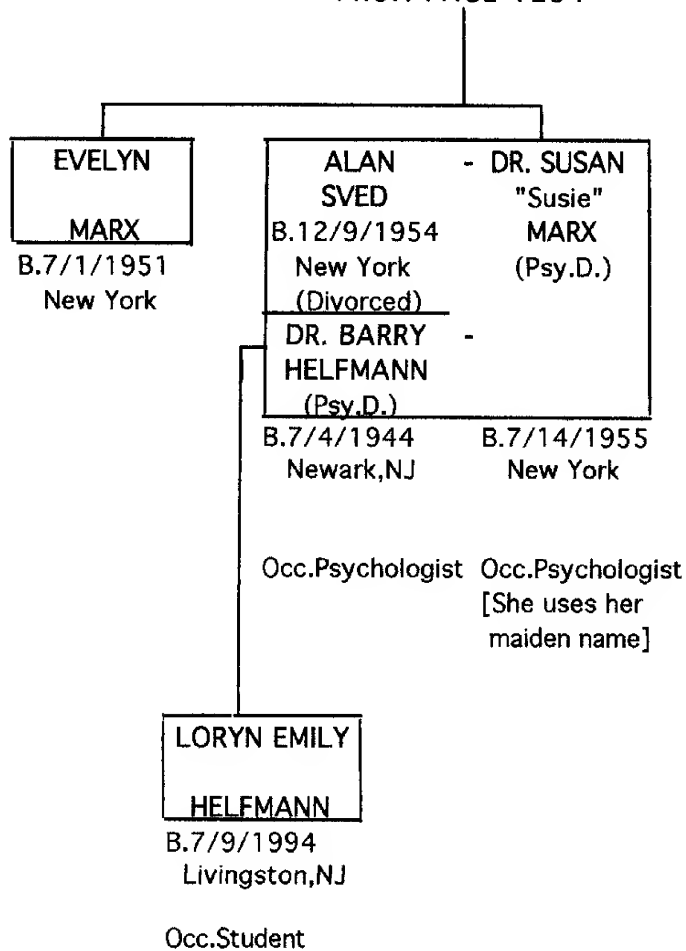 FROM PAGE
EVELYN
MARX
B.7/1/1951
New York
ALAN - DR. SUSAN
SVED "Susie"
B.12/9/1954 MARX
New York (Psy.D.)
(Divorced)
DR. BARRY -
HELFMANN
(Psy.D.)
B.7/4/1944 B.7/14/1955
Newark,NJ New York
Occ.Psychologist Occ.Psychologist
[She uses her
maiden name]
LORYN EMILY
HELFMANN
B.7/9/1994
Livingston,NJ
Occ.Student